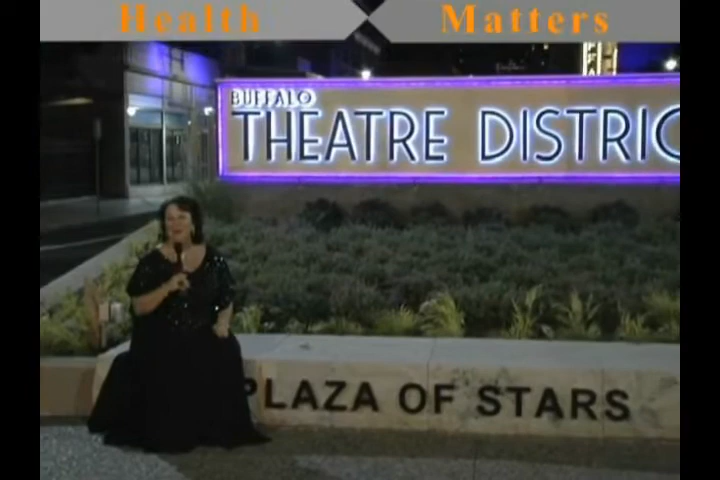 Health Matters
BUFFALO
THEATRE DISTRIC
PLAZA OF STARS